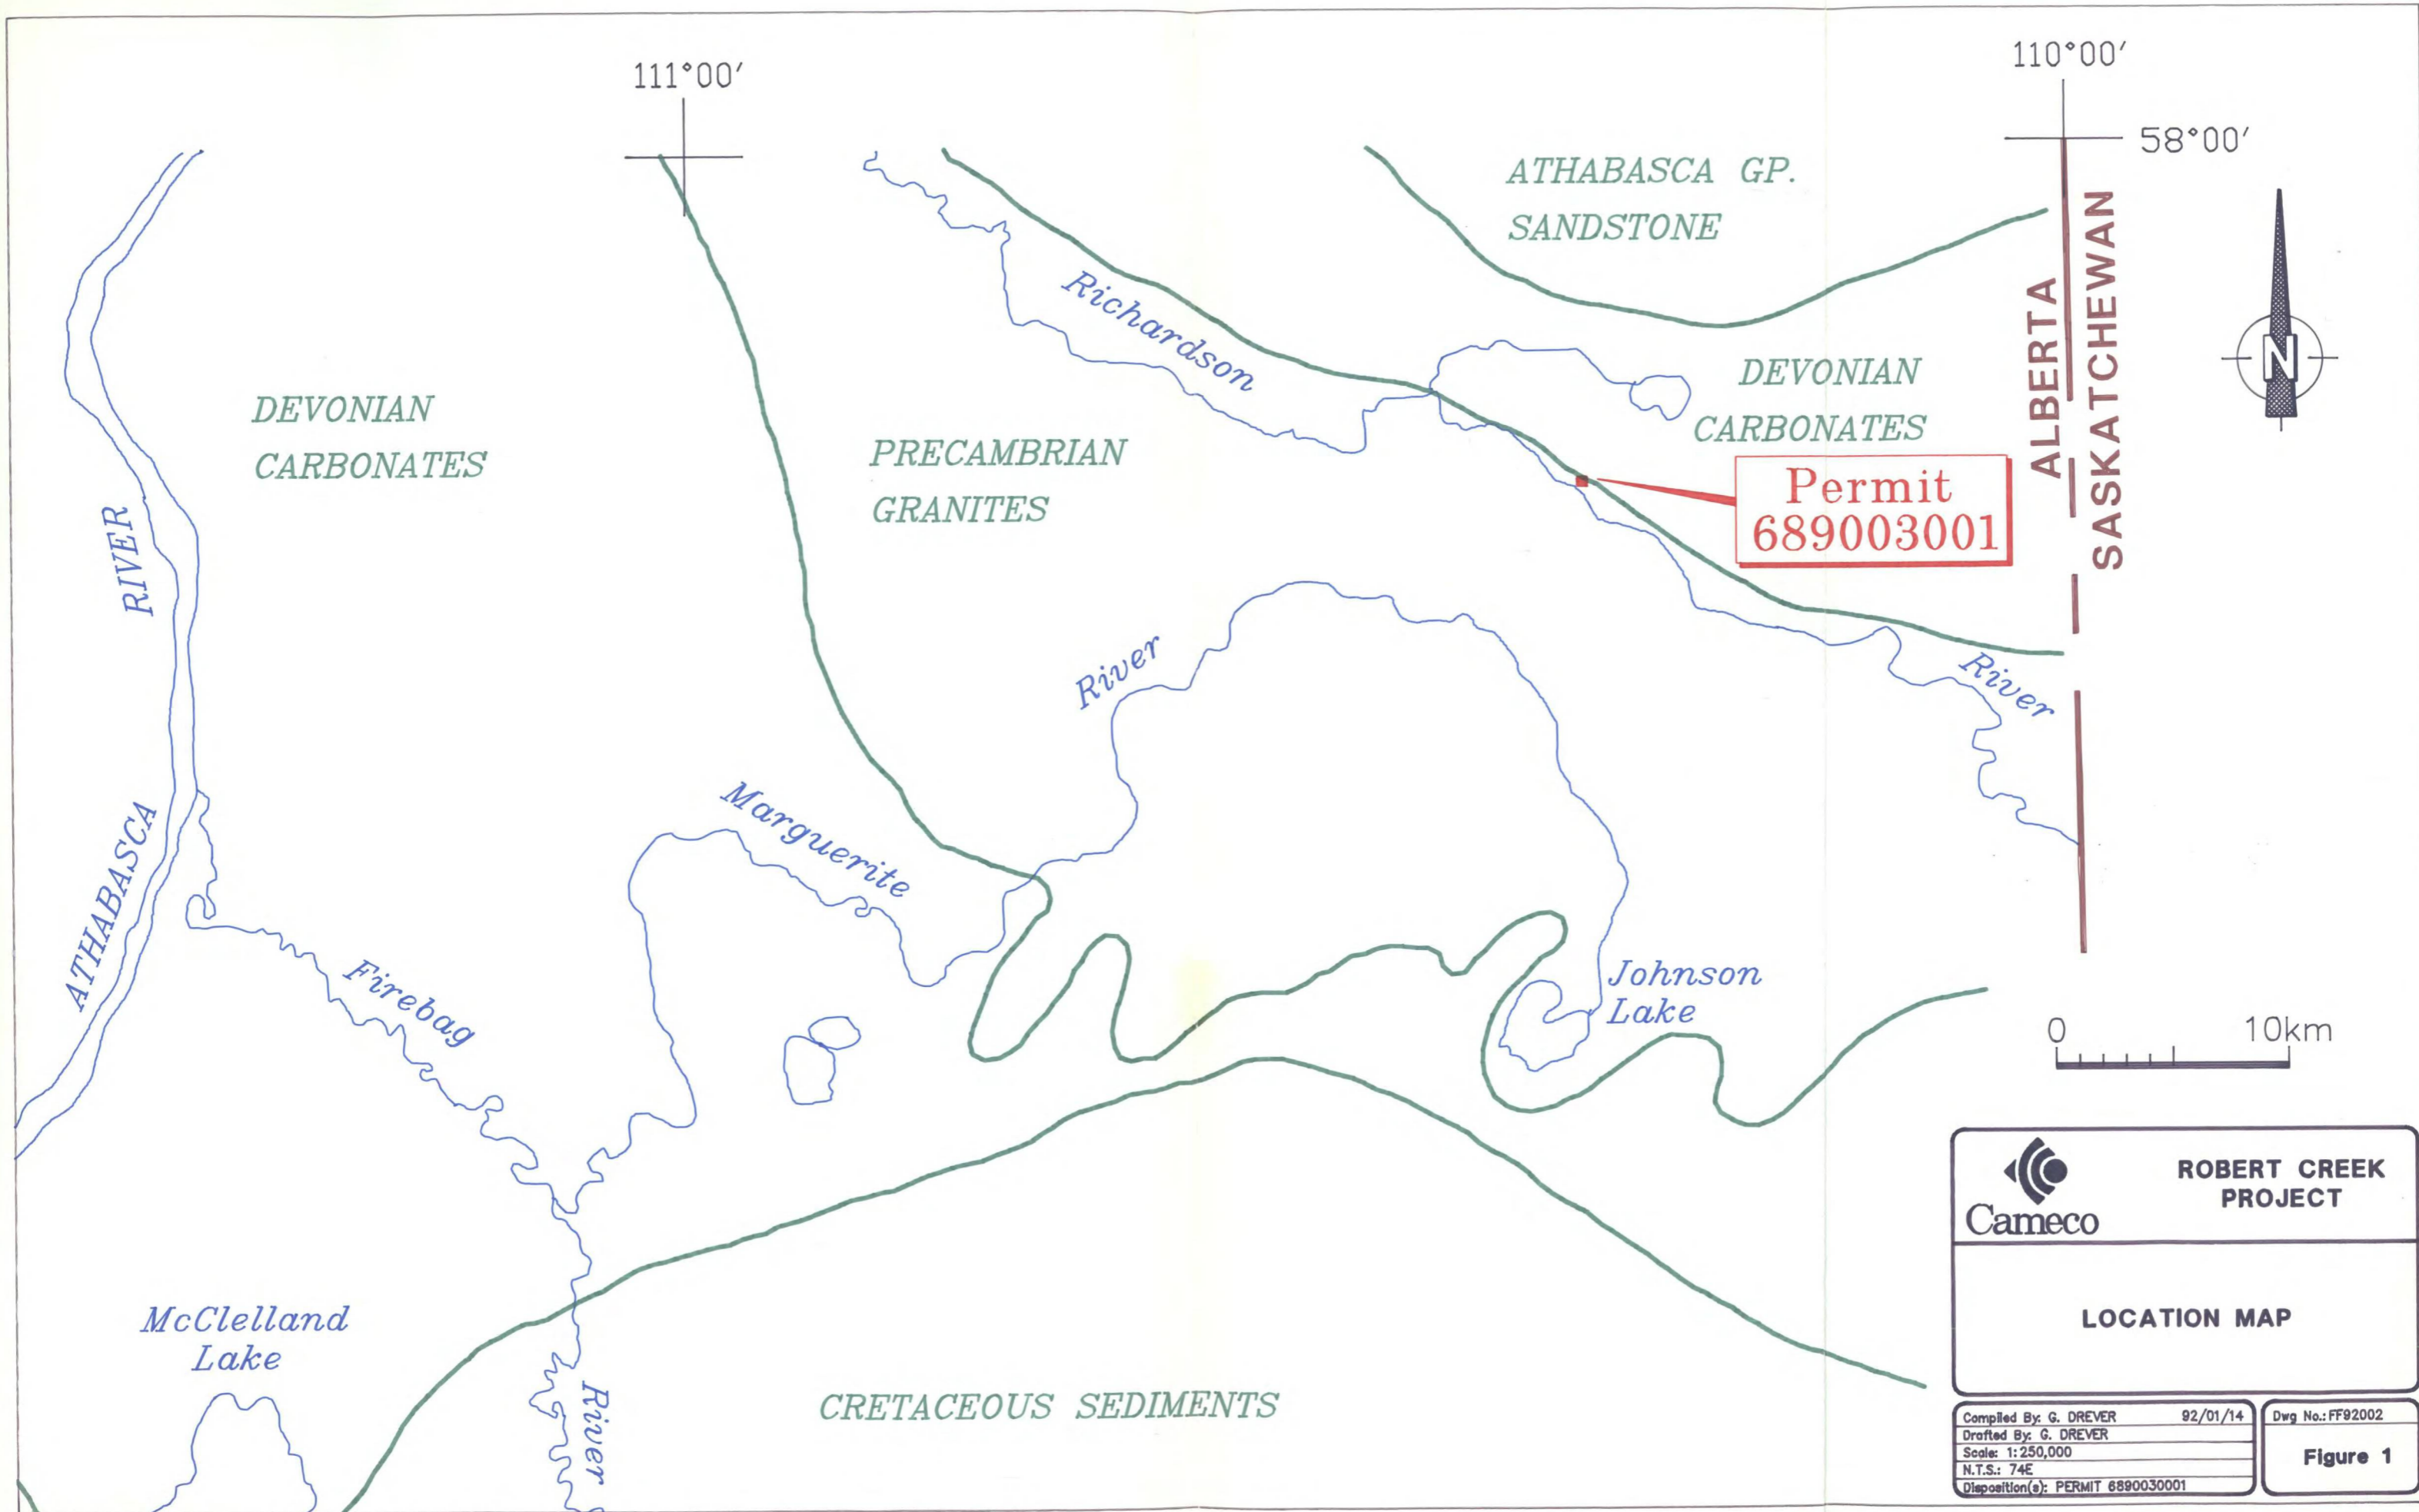 111°00′
110°00′
58°00′
ATHABASCA GP.
SANDSTONE
ALBERTA
SASKATCHEWAN
N
Richardson
DEVONIAN
CARBONATES
DEVONIAN
CARBONATES
PRECAMBRIAN
GRANITES
Permit
689003001
RIVER
River
River
ATHABASCA
Marguerite
Firebag
Johnson
Lake
0 10km
McClelland
Lake
River
CRETACEOUS SEDIMENTS
Cameco
ROBERT CREEK
PROJECT
LOCATION MAP
Compiled By: G. DREVER 92/01/14
Drafted By: G. DREVER
Scale: 1:250,000
N.T.S.: 74E
Disposition(s): PERMIT 6890030001
Dwg No.: FF92002
Figure 1